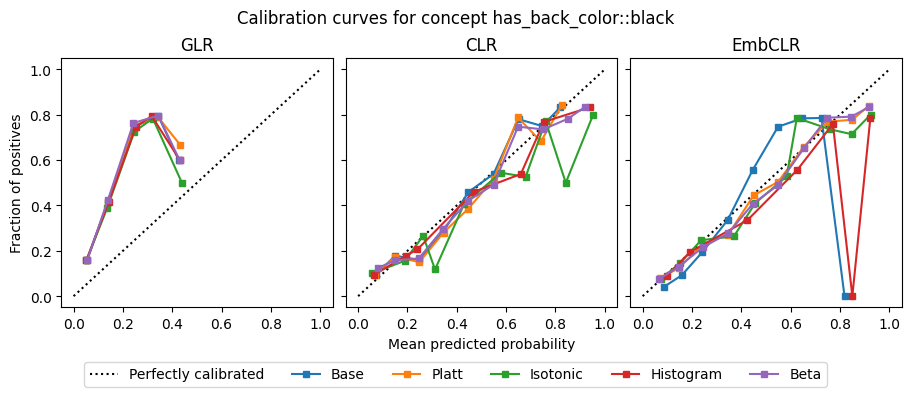 Calibration curves for concept has_back_color::black
GLR
CLR
EmbCLR
Fraction of positives
1.0
0.8
0.6
0.4
0.2
0.0
0.0 0.2 0.4 0.6 0.8 1.0
0.0 0.2 0.4 0.6 0.8 1.0
0.0 0.2 0.4 0.6 0.8 1.0
Mean predicted probability
Perfectly calibrated Base Platt Isotonic Histogram Beta